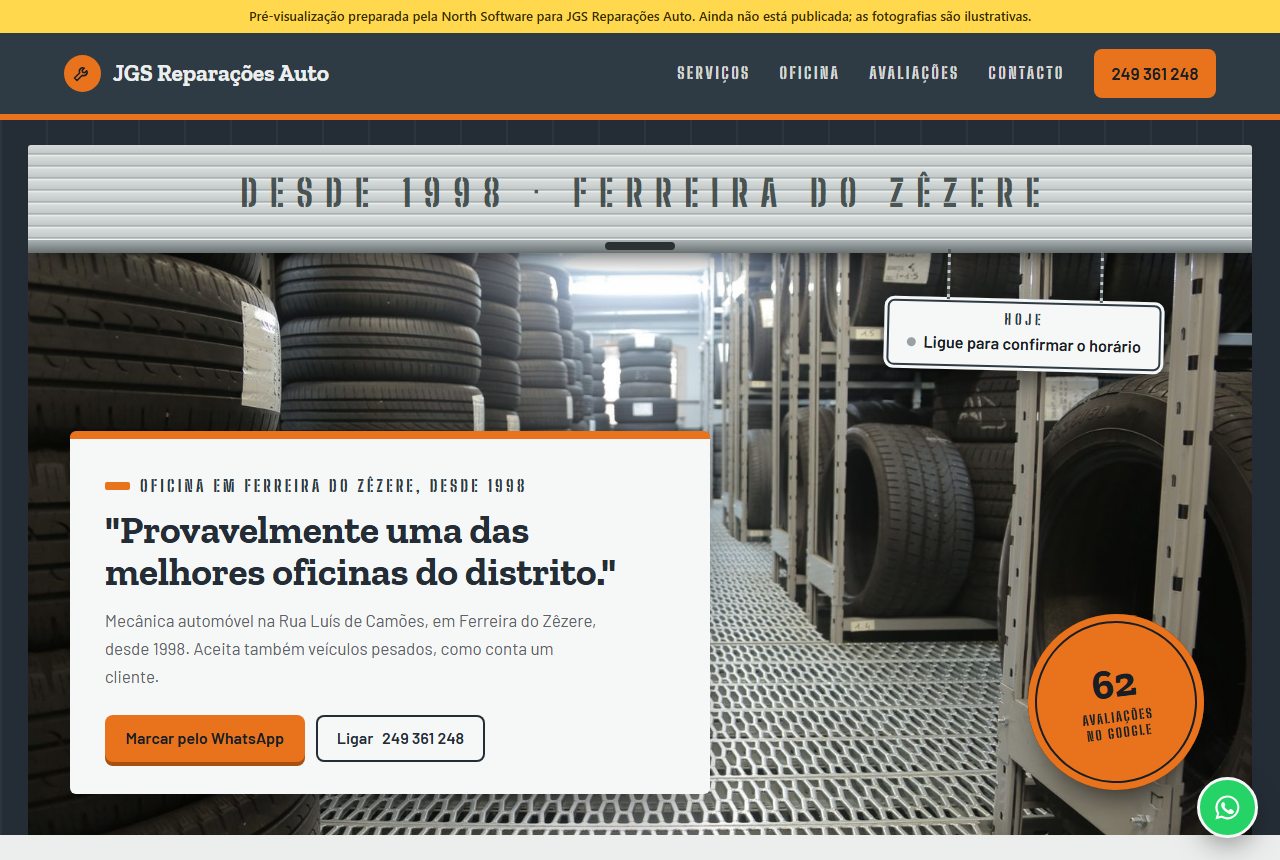 Pré-visualização preparada pela North Software para JGS Reparações Auto. Ainda não está publicada; as fotografias são ilustrativas.
JGS Reparações Auto
SERVIÇOS
OFICINA
AVALIAÇÕES
CONTACTO
249 361 248
DESDE 1998 · FERREIRA DO ZÊZERE
HOJE
Ligue para confirmar o horário
OFICINA EM FERREIRA DO ZÊZERE, DESDE 1998
"Provavelmente uma das
melhores oficinas do distrito."
Mecânica automóvel na Rua Luís de Camões, em Ferreira do Zêzere,
desde 1998. Aceita também veículos pesados, como conta um
cliente.
Marcar pelo WhatsApp
Ligar 249 361 248
62
AVALIAÇÕES
NO GOOGLE